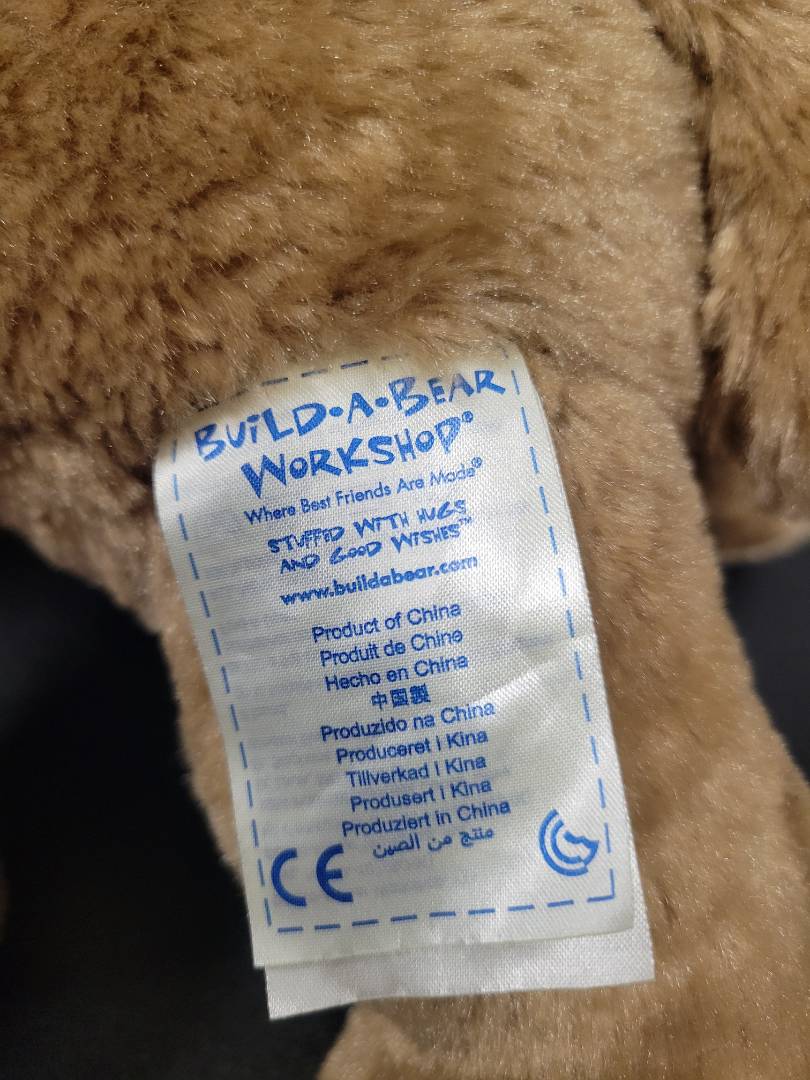 BUILD•A•BEAR
WORKSHOP®
Where Best Friends Are Made®
STUFFED WITH HUGS
AND GOOD WISHES™
www.buildabear.com
Product of China
Produit de Chine
Hecho en China
中国製
Produzido na China
Produceret i Kina
Tillverkad i Kina
Produsert i Kina
Produziert in China
منتج من الصين
CE